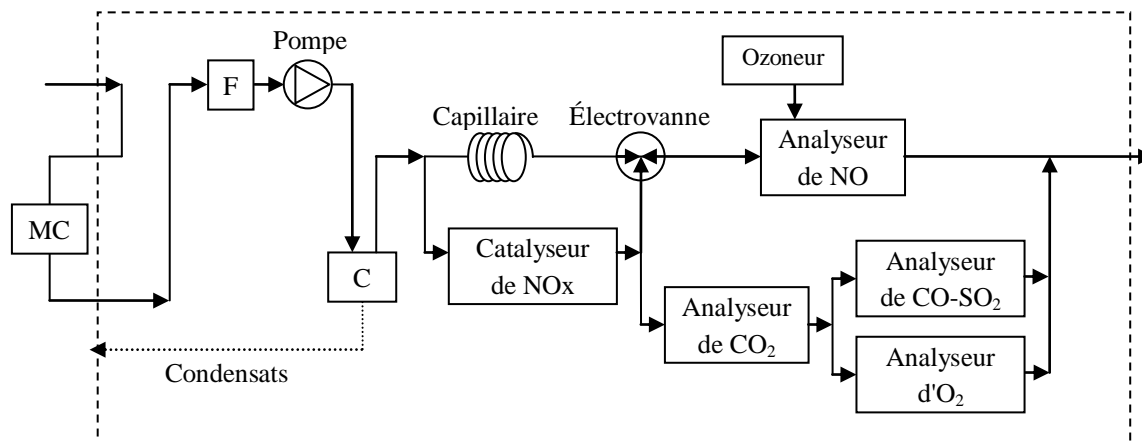 Pompe
Ozoneur
F
Capillaire
Électrovanne
Analyseur
de NO
MC
C
Catalyseur
de NOx
Analyseur
de CO-SO₂
Analyseur
de CO₂
Analyseur
d'O₂
Condensats